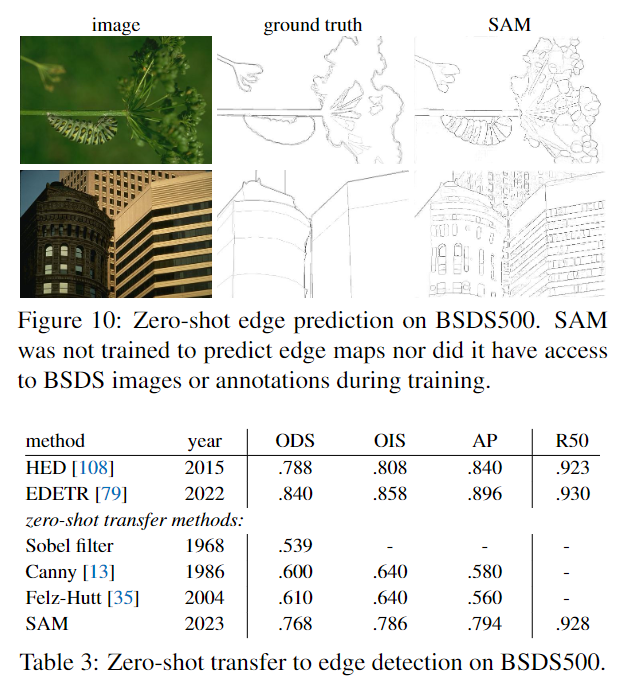 image ground truth SAM
Figure 10: Zero-shot edge prediction on BSDS500. SAM
was not trained to predict edge maps nor did it have access
to BSDS images or annotations during training.
method year ODS OIS AP R50
HED [108] 2015 .788 .808 .840 .923
EDETR [79] 2022 .840 .858 .896 .930
zero-shot transfer methods:
Sobel filter 1968 .539 - - -
Canny [13] 1986 .600 .640 .580 -
Felz-Hutt [35] 2004 .610 .640 .560 -
SAM 2023 .768 .786 .794 .928
Table 3: Zero-shot transfer to edge detection on BSDS500.